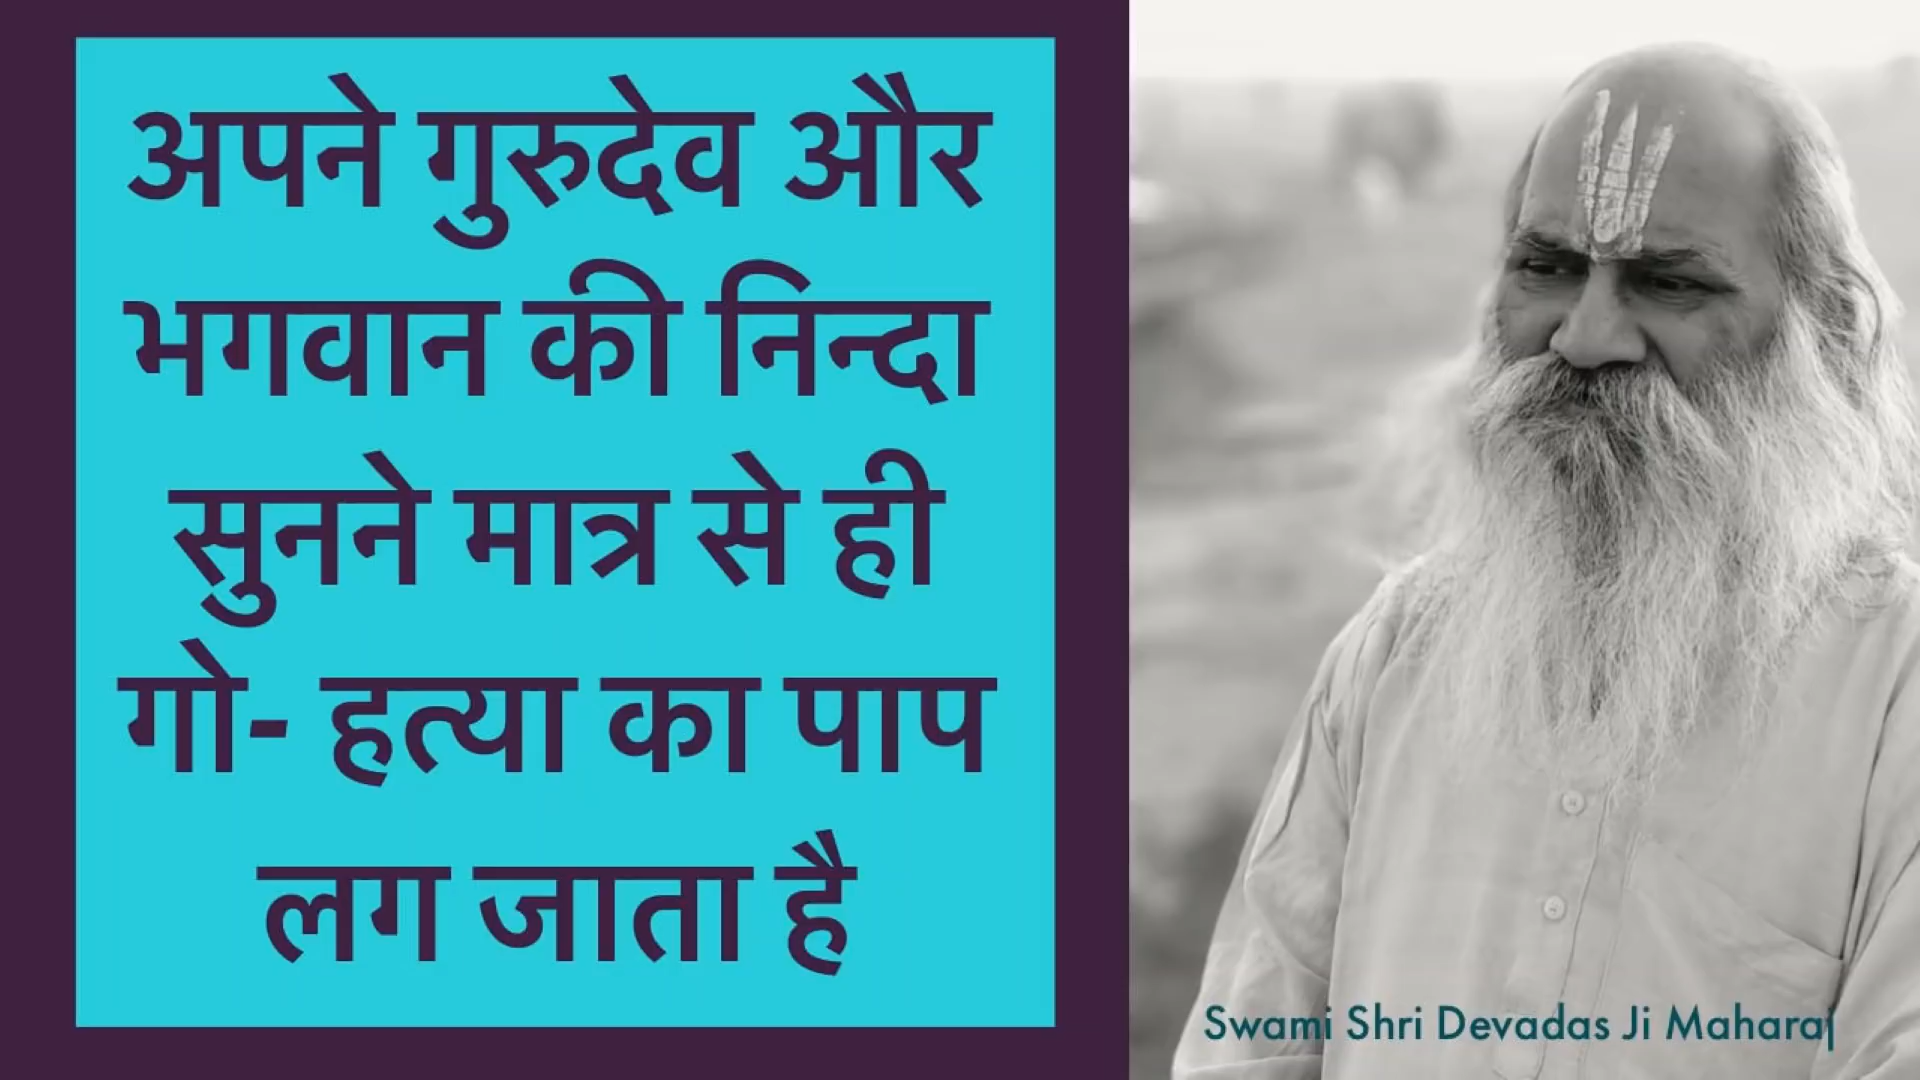 अपने गुरुदेव और
भगवान की निन्दा
सुनने मात्र से ही
गो- हत्या का पाप
लग जाता है
Swami Shri Devadas Ji Maharaj